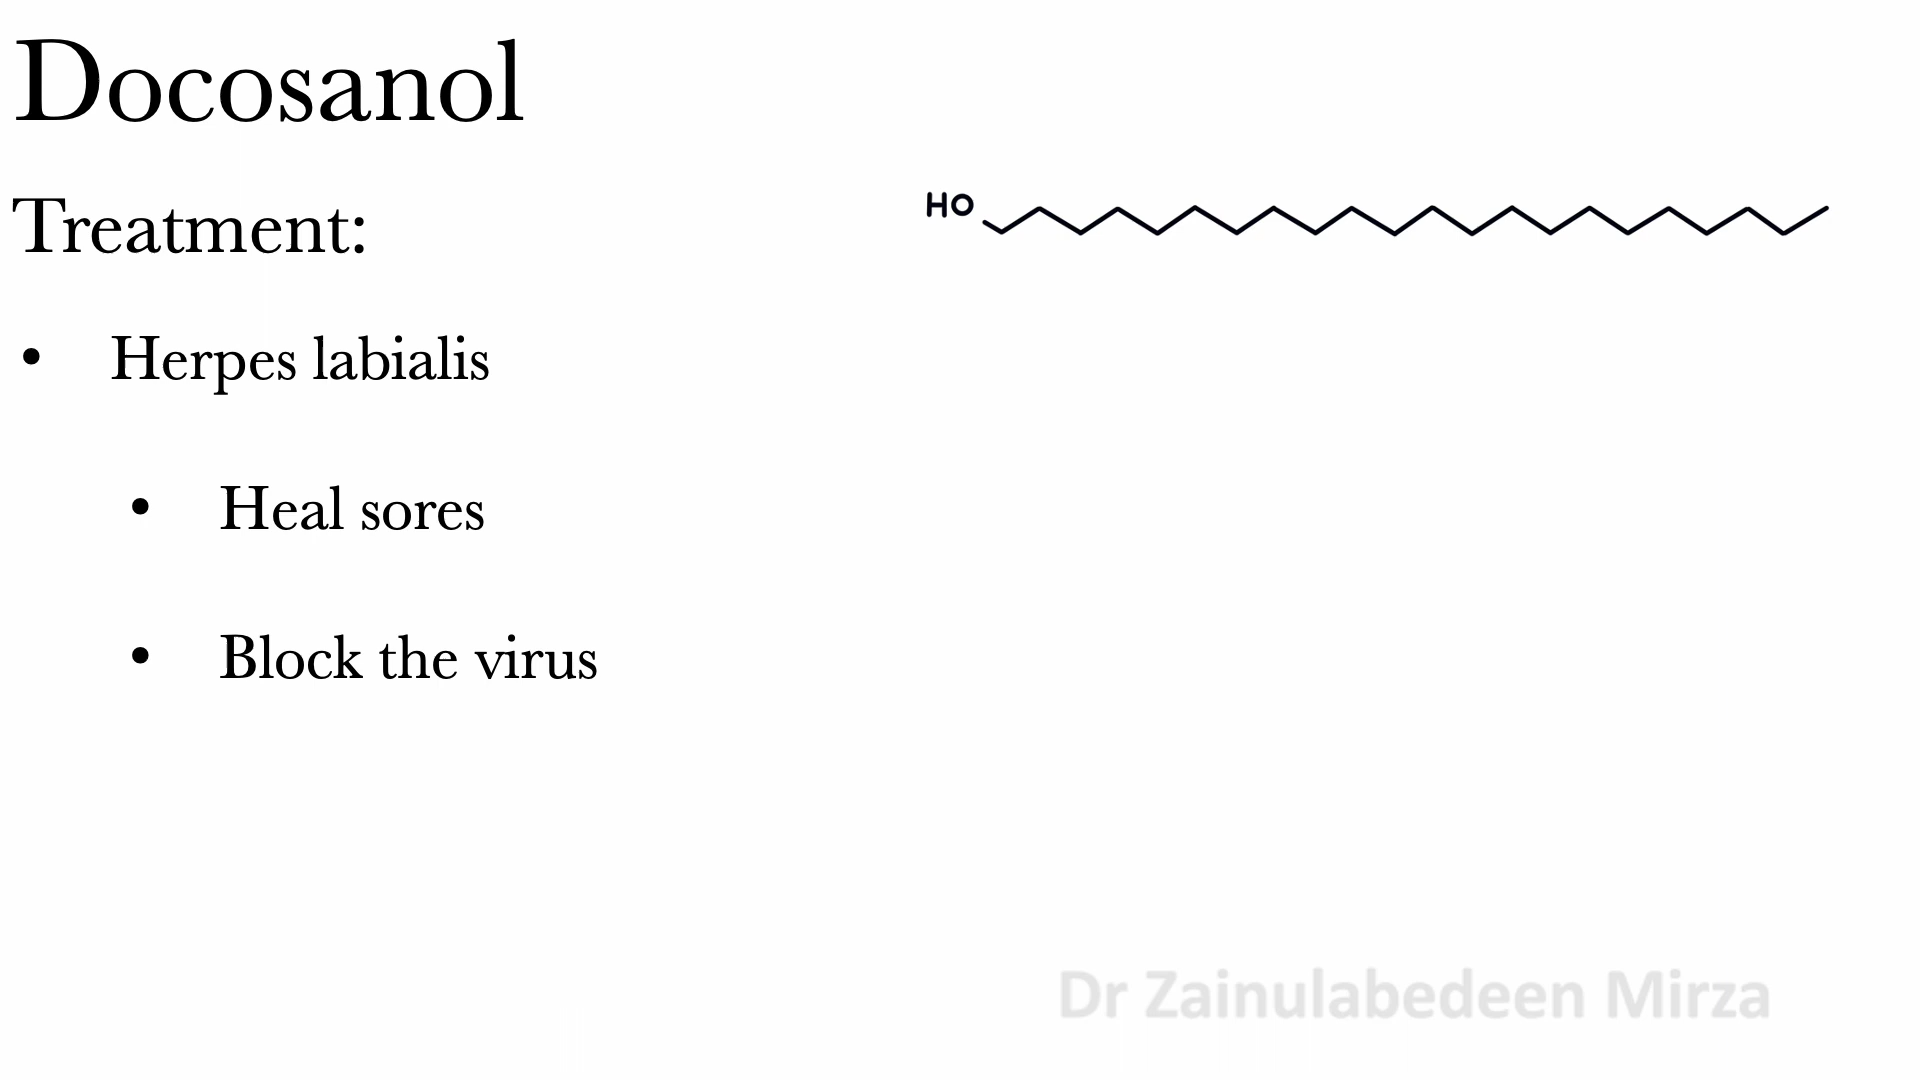 Docosanol
Treatment:
HO
• Herpes labialis
• Heal sores
• Block the virus
Dr Zainulabedeen Mirza